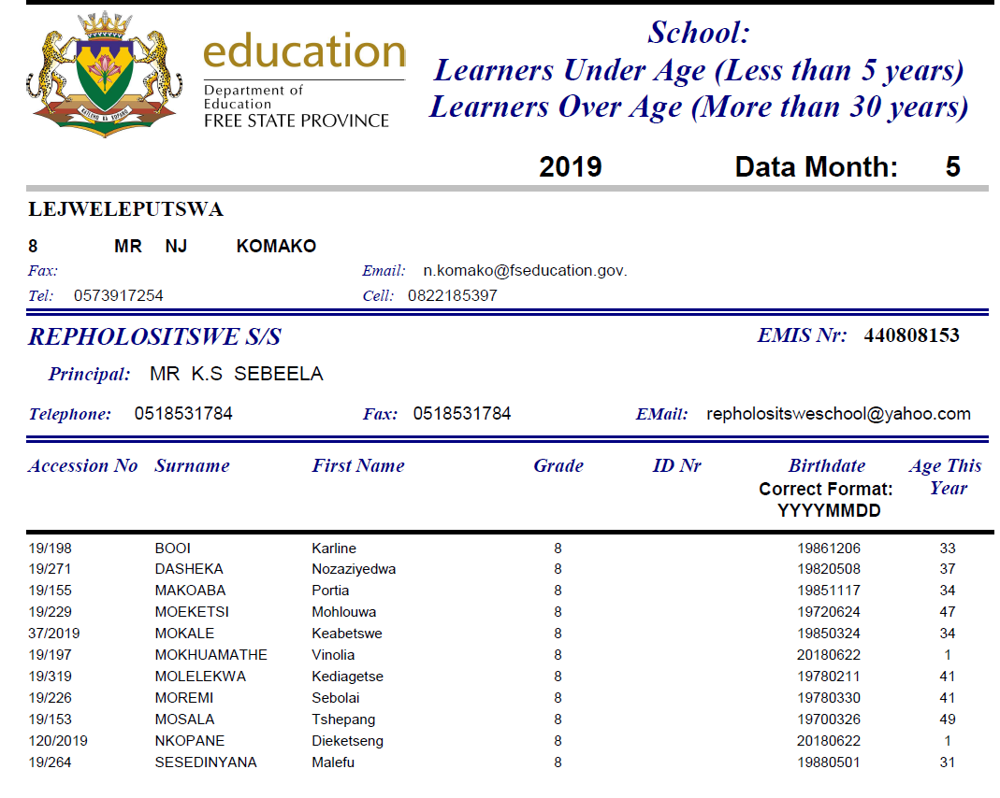 education
Department of
Education
FREE STATE PROVINCE
School:
Learners Under Age (Less than 5 years)
Learners Over Age (More than 30 years)
2019 Data Month: 5
LEJWELEPUTSWA
8 MR NJ KOMAKO
Fax: Email: n.komako@fseducation.gov.
Tel: 0573917254 Cell: 0822185397
REPHOLOSITSWE S/S EMIS Nr: 440808153
Principal: MR K.S SEBEELA
Telephone: 0518531784 Fax: 0518531784 EMail: repholositsweschool@yahoo.com
Accession No Surname First Name Grade ID Nr Birthdate Age This
Correct Format: Year
YYYYMMDD
19/198 BOOI Karline 8 19861206 33
19/271 DASHEKA Nozaziyedwa 8 19820508 37
19/155 MAKOABA Portia 8 19851117 34
19/229 MOEKETSI Mohlouwa 8 19720624 47
37/2019 MOKALE Keabetswe 8 19850324 34
19/197 MOKHUAMATHE Vinolia 8 20180622 1
19/319 MOLELEKWA Kediagetse 8 19780211 41
19/226 MOREMI Sebolai 8 19780330 41
19/153 MOSALA Tshepang 8 19700326 49
120/2019 NKOPANE Dieketseng 8 20180622 1
19/264 SESEDINYANA Malefu 8 19880501 31